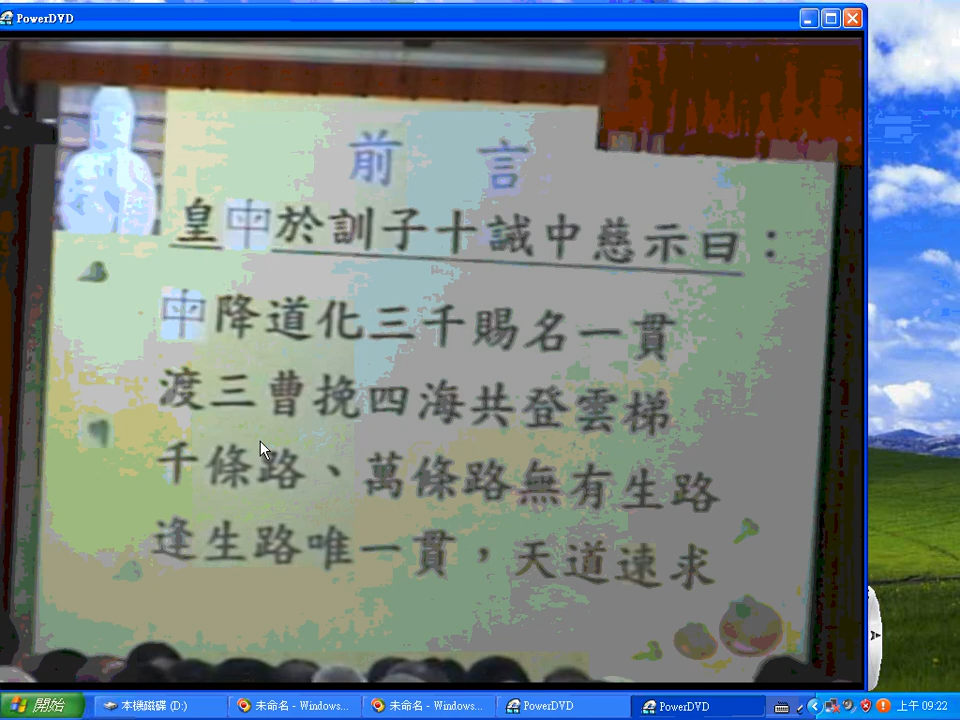 PowerDVD
前 言
皇中於訓子十誡中慈示曰：
中降道化三千賜名一貫
渡三曹挽四海共登雲梯
千條路、萬條路無有生路
逢生路唯一貫，天道速求
開始 本機磁碟 (D:) 未命名 - Windows... 未命名 - Windows... PowerDVD PowerDVD 上午 09:22